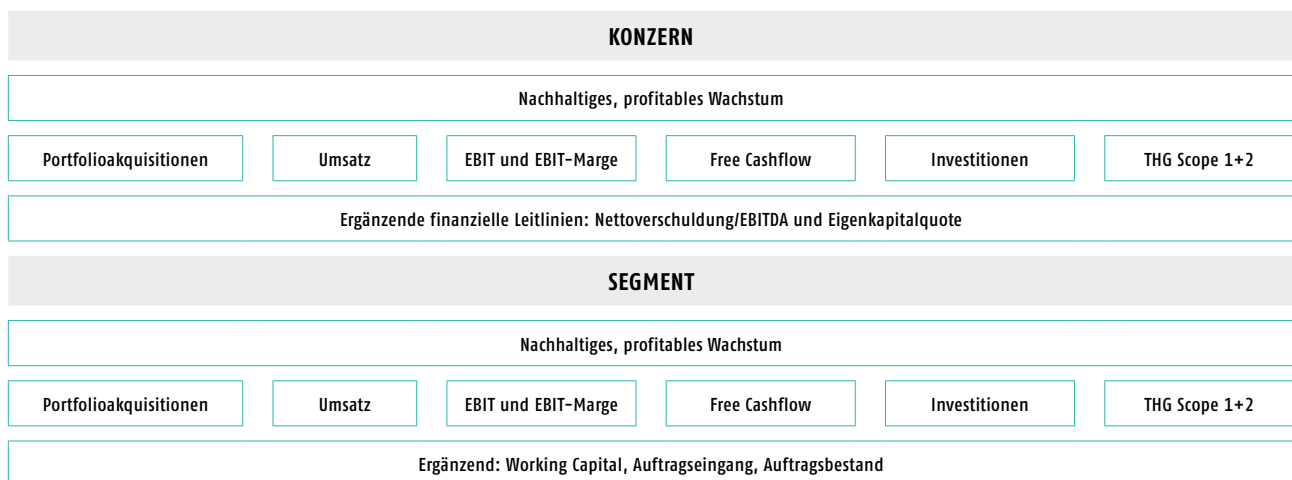 KONZERN
Nachhaltiges, profitables Wachstum
Portfolioakquisitionen
Umsatz
EBIT und EBIT-Marge
Free Cashflow
Investitionen
THG Scope 1+2
Ergänzende finanzielle Leitlinien: Nettoverschuldung/EBITDA und Eigenkapitalquote
SEGMENT
Nachhaltiges, profitables Wachstum
Portfolioakquisitionen
Umsatz
EBIT und EBIT-Marge
Free Cashflow
Investitionen
THG Scope 1+2
Ergänzend: Working Capital, Auftragseingang, Auftragsbestand